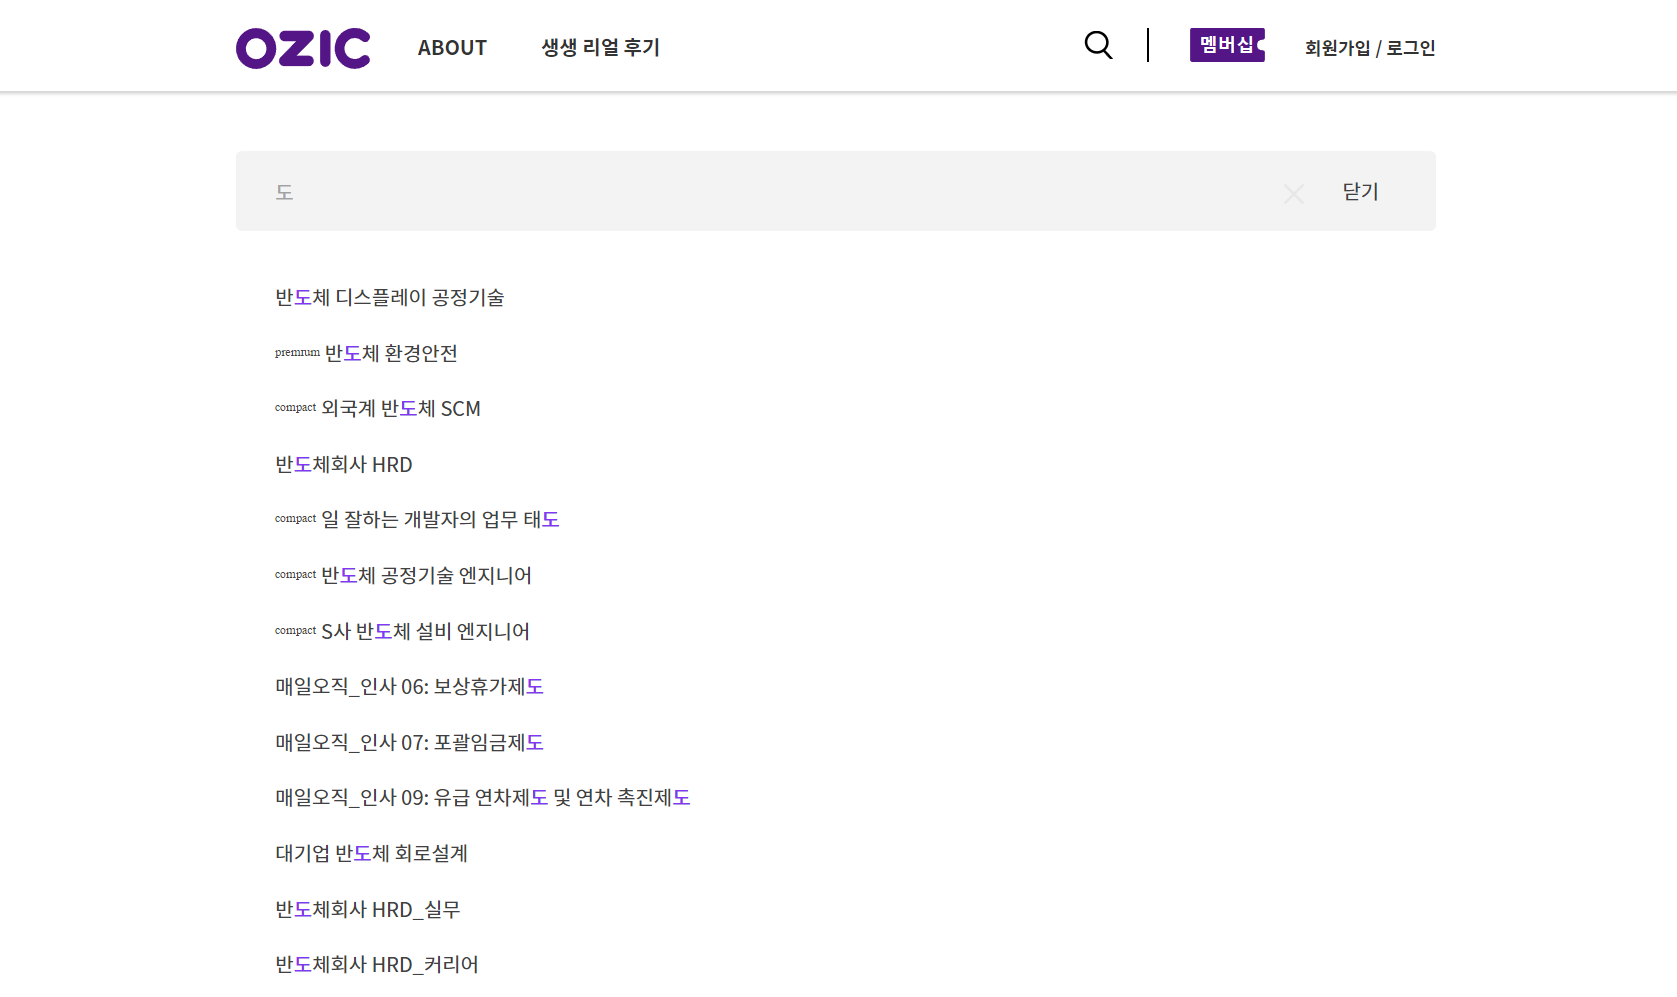 OZIC ABOUT 생생 리얼 후기 멤버십 회원가입 / 로그인
도 닫기
반도체 디스플레이 공정기술
premium 반도체 환경안전
compact 외국계 반도체 SCM
반도체회사 HRD
compact 일 잘하는 개발자의 업무 태도
compact 반도체 공정기술 엔지니어
compact S사 반도체 설비 엔지니어
매일오직_인사 06: 보상휴가제도
매일오직_인사 07: 포괄임금제도
매일오직_인사 09: 유급 연차제도 및 연차 촉진제도
대기업 반도체 회로설계
반도체회사 HRD_실무
반도체회사 HRD_커리어